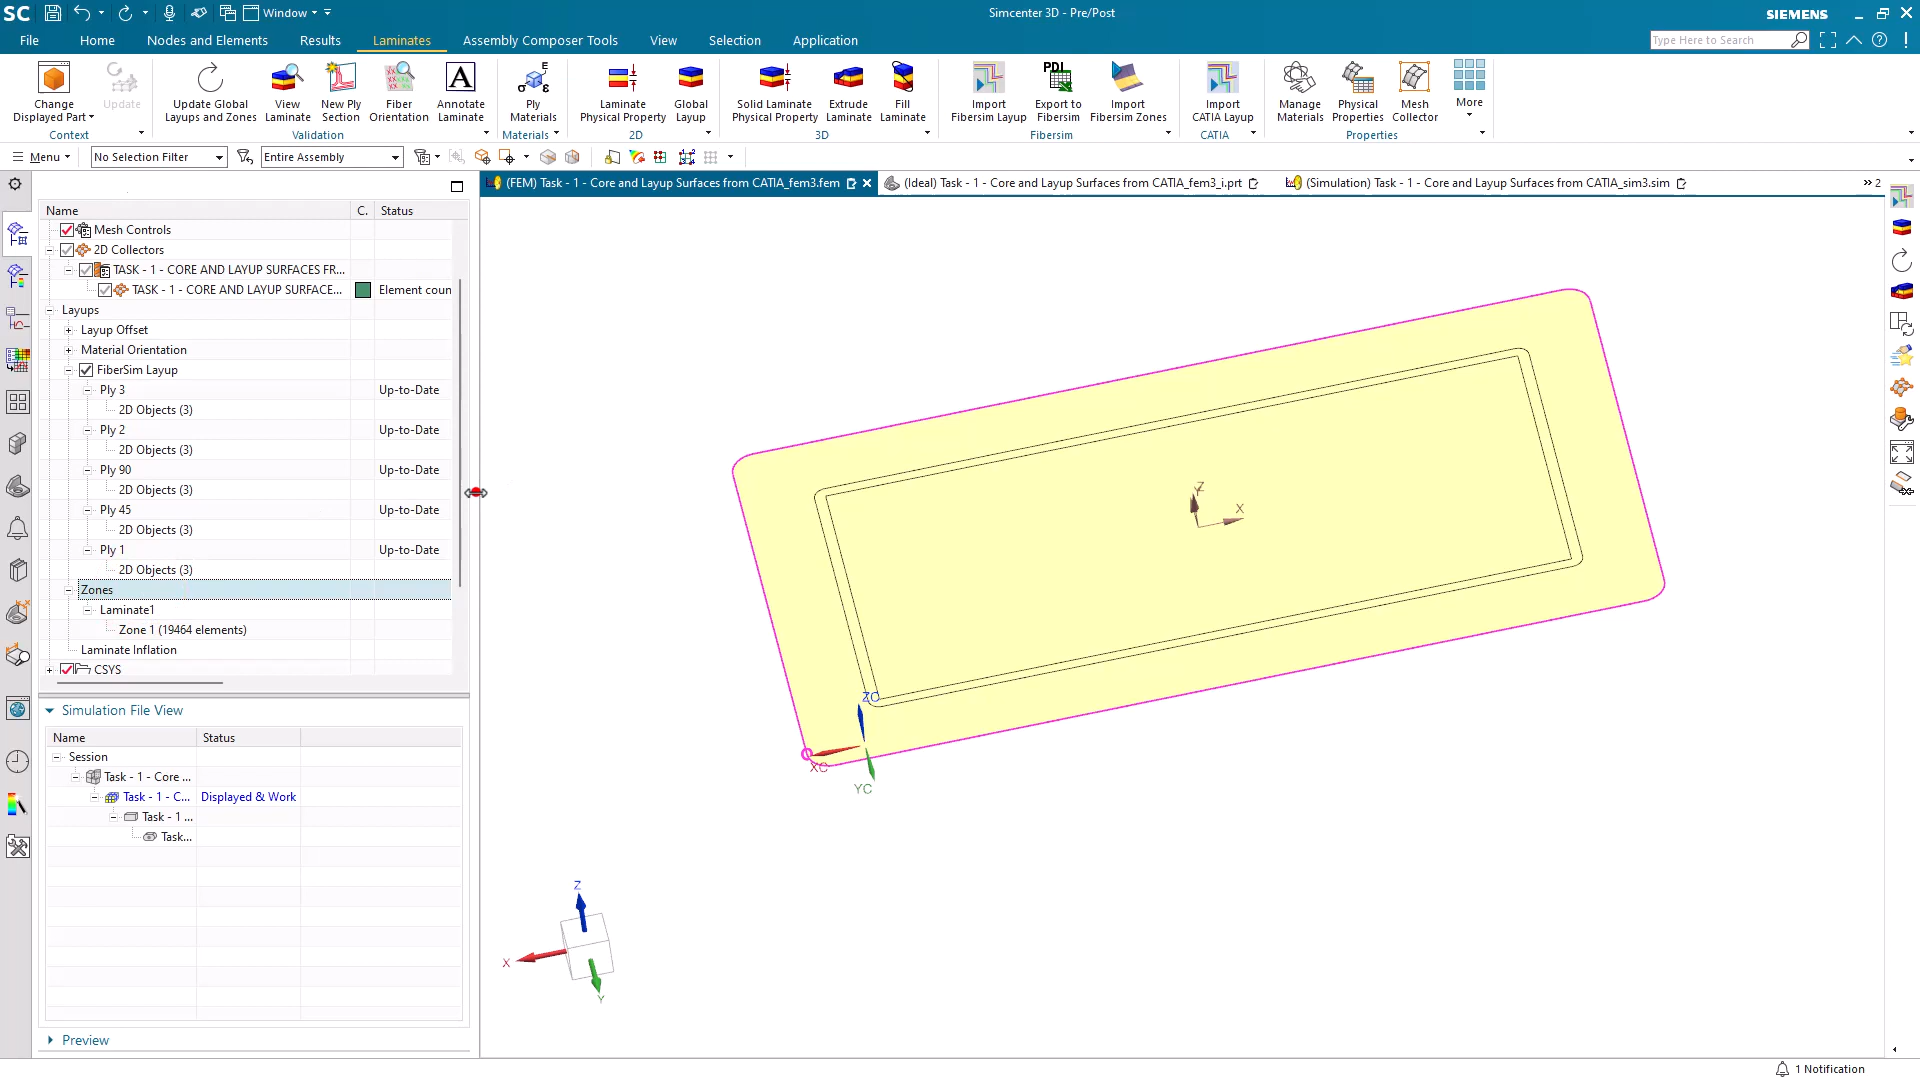 SC Window Simcenter 3D - Pre/Post SIEMENS
File Home Nodes and Elements Results Laminates Assembly Composer Tools View Selection Application Type Here to Search
Change Displayed Part Update Update Global Layups and Zones View Laminate New Ply Section Fiber Orientation Annotate Laminate Ply Materials Laminate Physical Property Global Layup Solid Laminate Physical Property Extrude Laminate Fill Laminate Import Fibersim Layup PDI Export to Fibersim Import Fibersim Zones Import CATIA Layup Manage Materials Physical Properties Mesh Collector More
Context Validation Materials 2D 3D Fibersim CATIA Properties
Menu No Selection Filter Entire Assembly
(FEM) Task - 1 - Core and Layup Surfaces from CATIA_fem3.fem (Ideal) Task - 1 - Core and Layup Surfaces from CATIA_fem3_i.prt (Simulation) Task - 1 - Core and Layup Surfaces from CATIA_sim3.sim 2
Name C. Status
Mesh Controls
2D Collectors
TASK - 1 - CORE AND LAYUP SURFACES FR...
TASK - 1 - CORE AND LAYUP SURFACE... Element coun
Layups
Layup Offset
Material Orientation
FiberSim Layup
Ply 3 Up-to-Date
2D Objects (3)
Ply 2 Up-to-Date
2D Objects (3)
Ply 90 Up-to-Date
2D Objects (3)
Ply 45 Up-to-Date
2D Objects (3)
Ply 1 Up-to-Date
2D Objects (3)
Zones
Laminate1
Zone 1 (19464 elements)
Laminate Inflation
CSYS
Simulation File View
Name Status
Session
Task - 1 - Core ...
Task - 1 - C... Displayed & Work
Task - 1 ...
Task...
Preview
X
ZC
XC
YC
Z
X
Y
1 Notification